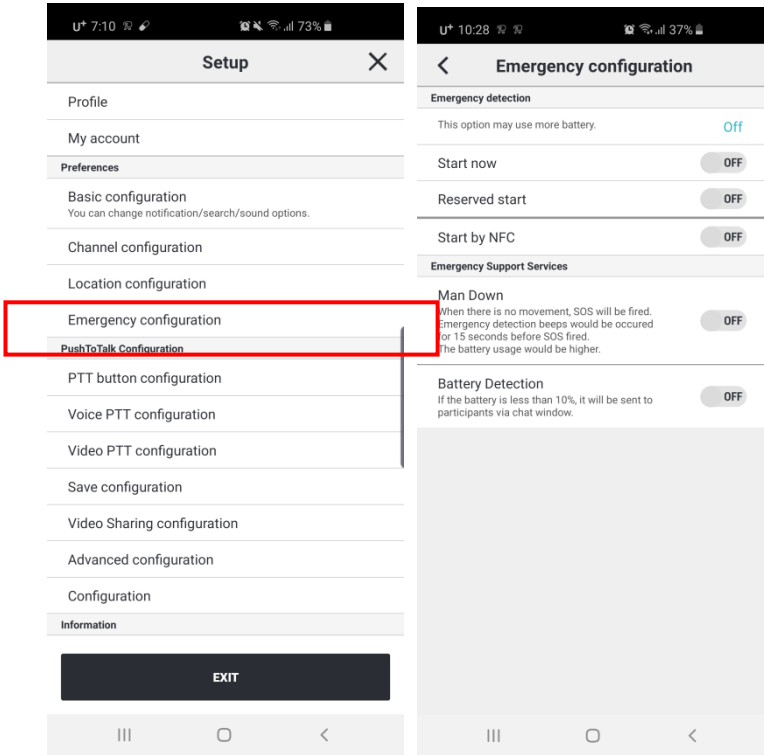 U+ 7:10 73%
Setup
Profile
My account
Preferences
Basic configuration
You can change notification/search/sound options.
Channel configuration
Location configuration
Emergency configuration
PushToTalk Configuration
PTT button configuration
Voice PTT configuration
Video PTT configuration
Save configuration
Video Sharing configuration
Advanced configuration
Configuration
Information
EXIT
U+ 10:28 37%
Emergency configuration
Emergency detection
This option may use more battery. Off
Start now OFF
Reserved start OFF
Start by NFC OFF
Emergency Support Services
Man Down
When there is no movement, SOS will be fired.
Emergency detection beeps would be occured
for 15 seconds before SOS fired.
The battery usage would be higher.
OFF
Battery Detection
If the battery is less than 10%, it will be sent to
participants via chat window.
OFF